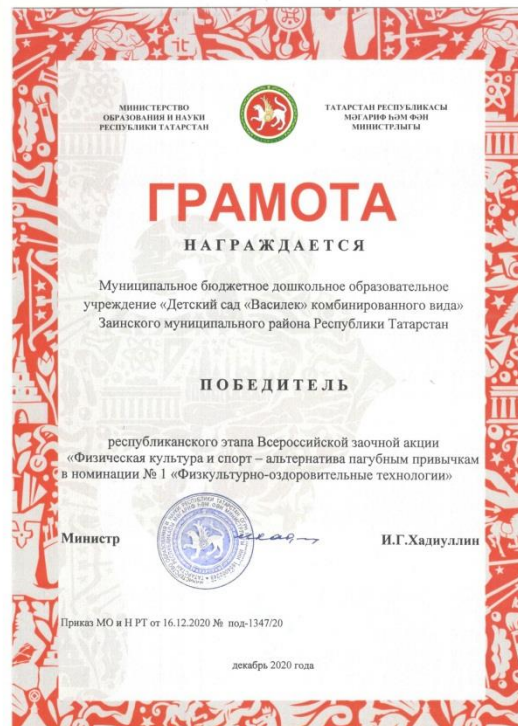 МИНИСТЕРСТВО
ОБРАЗОВАНИЯ И НАУКИ
РЕСПУБЛИКИ ТАТАРСТАН
ТАТАРСТАН РЕСПУБЛИКАСЫ
МӘГАРИФ ҺӘМ ФӘН
МИНИСТРЛЫГЫ
ГРАМОТА
НАГРАЖДАЕТСЯ
Муниципальное бюджетное дошкольное образовательное
учреждение «Детский сад «Василек» комбинированного вида»
Заинского муниципального района Республики Татарстан
ПОБЕДИТЕЛЬ
республиканского этапа Всероссийской заочной акции
«Физическая культура и спорт – альтернатива пагубным привычкам
в номинации № 1 «Физкультурно-оздоровительные технологии»
Министр
И.Г.Хадиуллин
Приказ МО и Н РТ от 16.12.2020 № под-1347/20
декабрь 2020 года